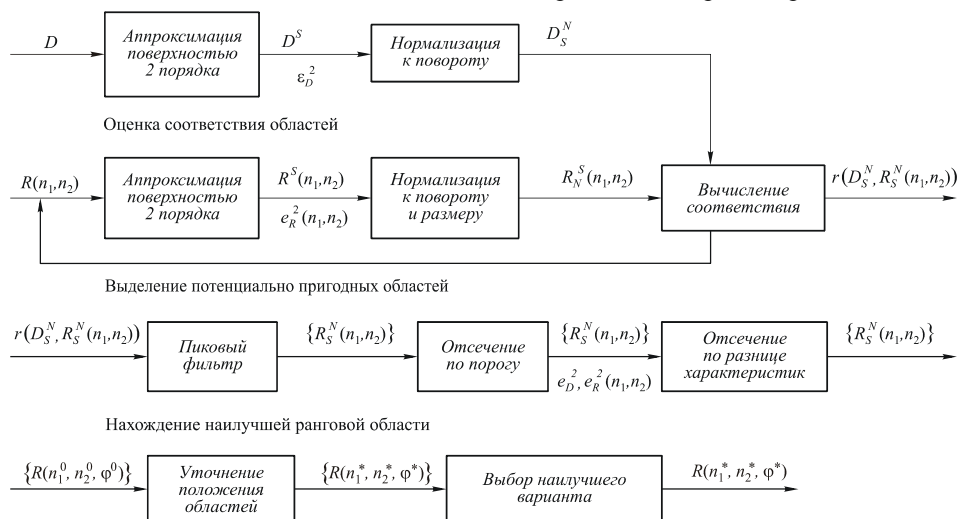 D
Аппроксимация
поверхностью
2 порядка
D^S
ε_D^2
Нормализация
к повороту
D_S^N
Оценка соответствия областей
R(n_1,n_2)
Аппроксимация
поверхностью
2 порядка
R^S(n_1,n_2)
e_R^2(n_1,n_2)
Нормализация
к повороту
и размеру
R_N^S(n_1,n_2)
Вычисление
соответствия
r(D_S^N, R_S^N(n_1,n_2))
Выделение потенциально пригодных областей
r(D_S^N, R_S^N(n_1,n_2))
Пиковый
фильтр
{R_S^N(n_1,n_2)}
Отсечение
по порогу
{R_S^N(n_1,n_2)}
e_D^2, e_R^2(n_1,n_2)
Отсечение
по разнице
характеристик
{R_S^N(n_1,n_2)}
Нахождение наилучшей ранговой области
{R(n_1^0, n_2^0, φ^0)}
Уточнение
положения
областей
{R(n_1^*, n_2^*, φ^*)}
Выбор наилучшего
варианта
R(n_1^*, n_2^*, φ^*)